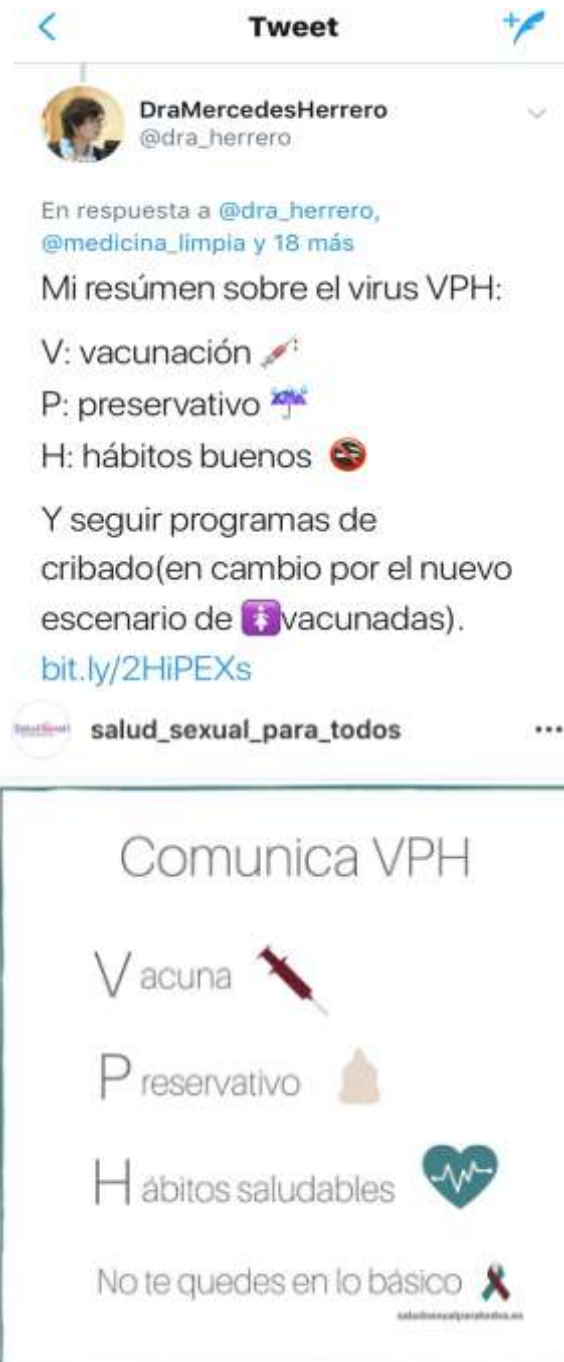 Tweet
DraMercedesHerrero
@dra_herrero
En respuesta a @dra_herrero,
@medicina_limpia y 18 más
Mi resúmen sobre el virus VPH:
V: vacunación
P: preservativo
H: hábitos buenos
Y seguir programas de
cribado(en cambio por el nuevo
escenario de vacunadas).
bit.ly/2HiPEXs
salud_sexual_para_todos
Comunica VPH
Vacuna
Preservativo
Hábitos saludables
No te quedes en lo básico
saludsexualparatodos.es